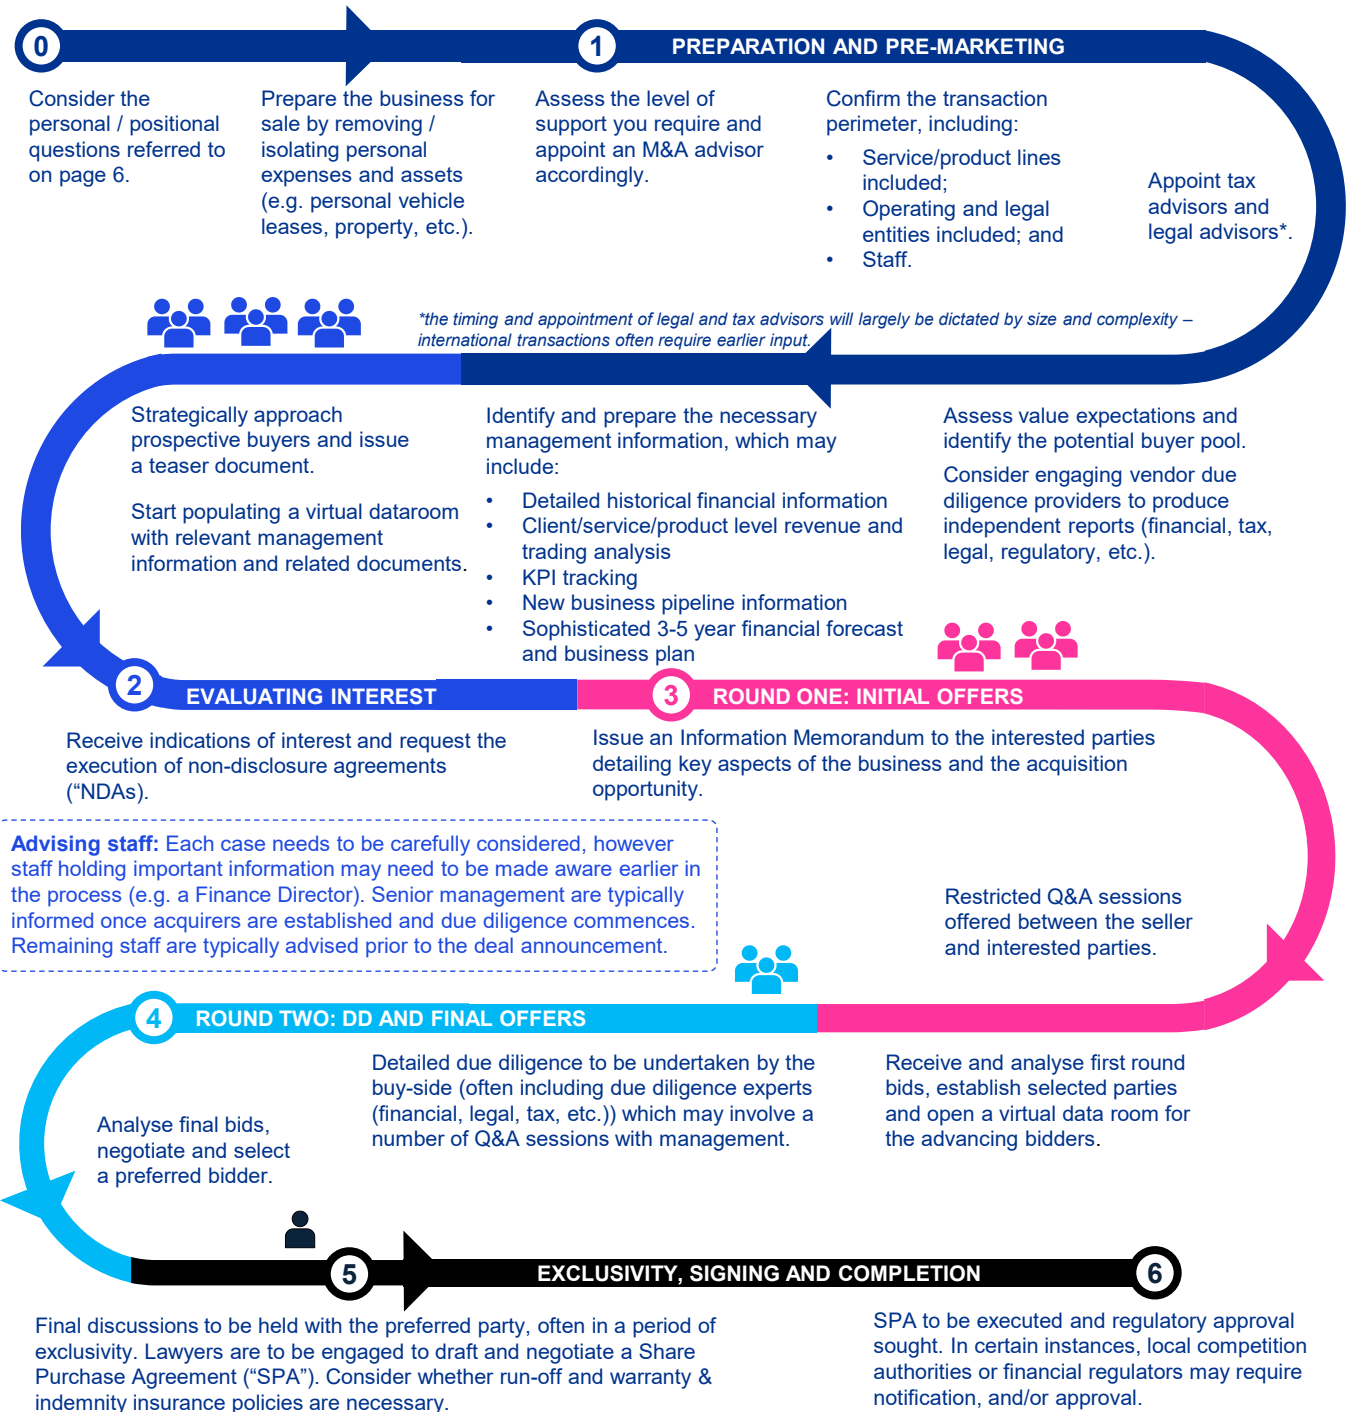 0
1
PREPARATION AND PRE-MARKETING
Consider the
personal / positional
questions referred to
on page 6.
Prepare the business for
sale by removing /
isolating personal
expenses and assets
(e.g. personal vehicle
leases, property, etc.).
Assess the level of
support you require and
appoint an M&A advisor
accordingly.
Confirm the transaction
perimeter, including:
• Service/product lines
included;
• Operating and legal
entities included; and
• Staff.
Appoint tax
advisors and
legal advisors*.
*the timing and appointment of legal and tax advisors will largely be dictated by size and complexity –
international transactions often require earlier input.
Assess value expectations and
identify the potential buyer pool.
Consider engaging vendor due
diligence providers to produce
independent reports (financial, tax,
legal, regulatory, etc.).
Identify and prepare the necessary
management information, which may
include:
• Detailed historical financial information
• Client/service/product level revenue and
trading analysis
• KPI tracking
• New business pipeline information
• Sophisticated 3-5 year financial forecast
and business plan
Strategically approach
prospective buyers and issue
a teaser document.
Start populating a virtual dataroom
with relevant management
information and related documents.
2
EVALUATING INTEREST
3
ROUND ONE: INITIAL OFFERS
Receive indications of interest and request the
execution of non-disclosure agreements
(“NDAs).
Issue an Information Memorandum to the interested parties
detailing key aspects of the business and the acquisition
opportunity.
Advising staff: Each case needs to be carefully considered, however
staff holding important information may need to be made aware earlier in
the process (e.g. a Finance Director). Senior management are typically
informed once acquirers are established and due diligence commences.
Remaining staff are typically advised prior to the deal announcement.
Restricted Q&A sessions
offered between the seller
and interested parties.
4
ROUND TWO: DD AND FINAL OFFERS
Receive and analyse first round
bids, establish selected parties
and open a virtual data room for
the advancing bidders.
Detailed due diligence to be undertaken by the
buy-side (often including due diligence experts
(financial, legal, tax, etc.)) which may involve a
number of Q&A sessions with management.
Analyse final bids,
negotiate and select
a preferred bidder.
5
EXCLUSIVITY, SIGNING AND COMPLETION
6
Final discussions to be held with the preferred party, often in a period of
exclusivity. Lawyers are to be engaged to draft and negotiate a Share
Purchase Agreement (“SPA”). Consider whether run-off and warranty &
indemnity insurance policies are necessary.
SPA to be executed and regulatory approval
sought. In certain instances, local competition
authorities or financial regulators may require
notification, and/or approval.